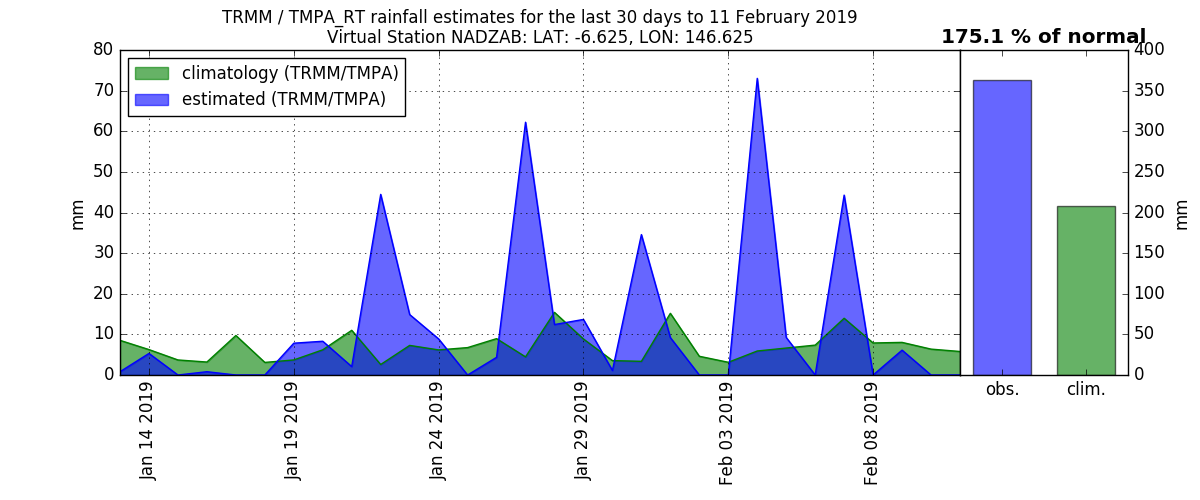 TRMM / TMPA_RT rainfall estimates for the last 30 days to 11 February 2019
Virtual Station NADZAB: LAT: -6.625, LON: 146.625
175.1 % of normal
climatology (TRMM/TMPA)
estimated (TRMM/TMPA)
80
70
60
50
40
30
20
10
0
mm
400
350
300
250
200
150
100
50
0
mm
Jan 14 2019
Jan 19 2019
Jan 24 2019
Jan 29 2019
Feb 03 2019
Feb 08 2019
obs.
clim.